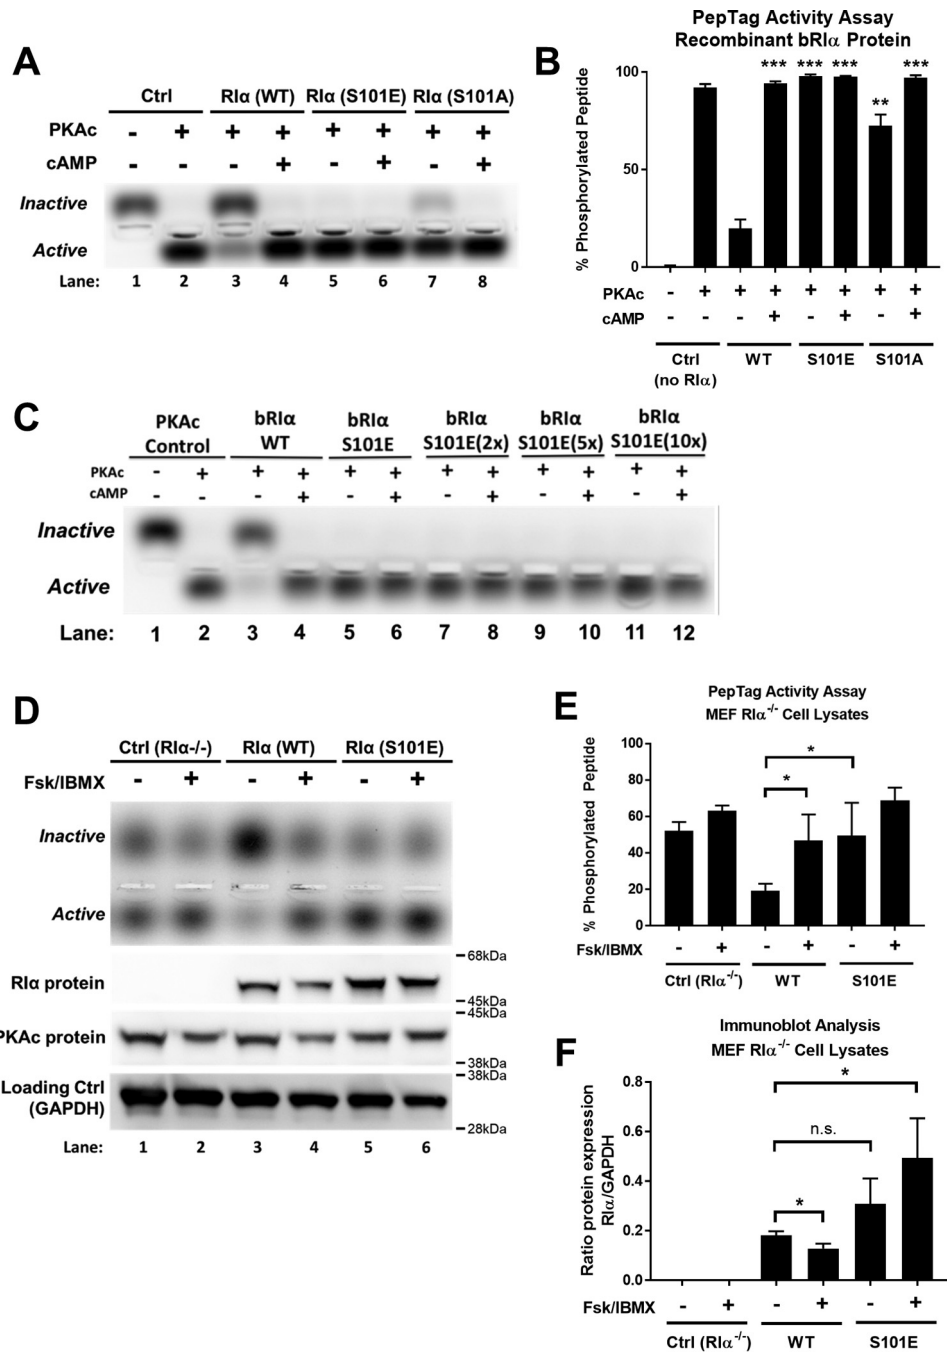 A
Ctrl RIα (WT) RIα (S101E) RIα (S101A)
PKAc - + + + + + + +
cAMP - - - + - + - +
Inactive
Active
Lane: 1 2 3 4 5 6 7 8
B
PepTag Activity Assay
Recombinant bRIα Protein
*** *** *** ** ***
% Phosphorylated Peptide
100
50
0
PKAc - + + + + + + +
cAMP - - - + - + - +
Ctrl WT S101E S101A
(no RIα)
C
PKAc bRIα bRIα bRIα bRIα bRIα
Control WT S101E S101E(2x) S101E(5x) S101E(10x)
PKAc - + + + + + + + + + + +
cAMP - - - + - + - + - + - +
Inactive
Active
Lane: 1 2 3 4 5 6 7 8 9 10 11 12
D
Ctrl (RIα-/-) RIα (WT) RIα (S101E)
Fsk/IBMX - + - + - +
Inactive
Active
68kDa
RIα protein
45kDa
45kDa
PKAc protein
38kDa
38kDa
Loading Ctrl
(GAPDH)
28kDa
Lane: 1 2 3 4 5 6
E
PepTag Activity Assay
MEF RIα-/- Cell Lysates
% Phosphorylated Peptide
100
80
60
40
20
0
* *
Fsk/IBMX - + - + - +
Ctrl (RIα-/-) WT S101E
F
Immunoblot Analysis
MEF RIα-/- Cell Lysates
Ratio protein expression
RIα/GAPDH
0.8
0.6
0.4
0.2
0.0
*
n.s.
*
Fsk/IBMX - + - + - +
Ctrl (RIα-/-) WT S101E